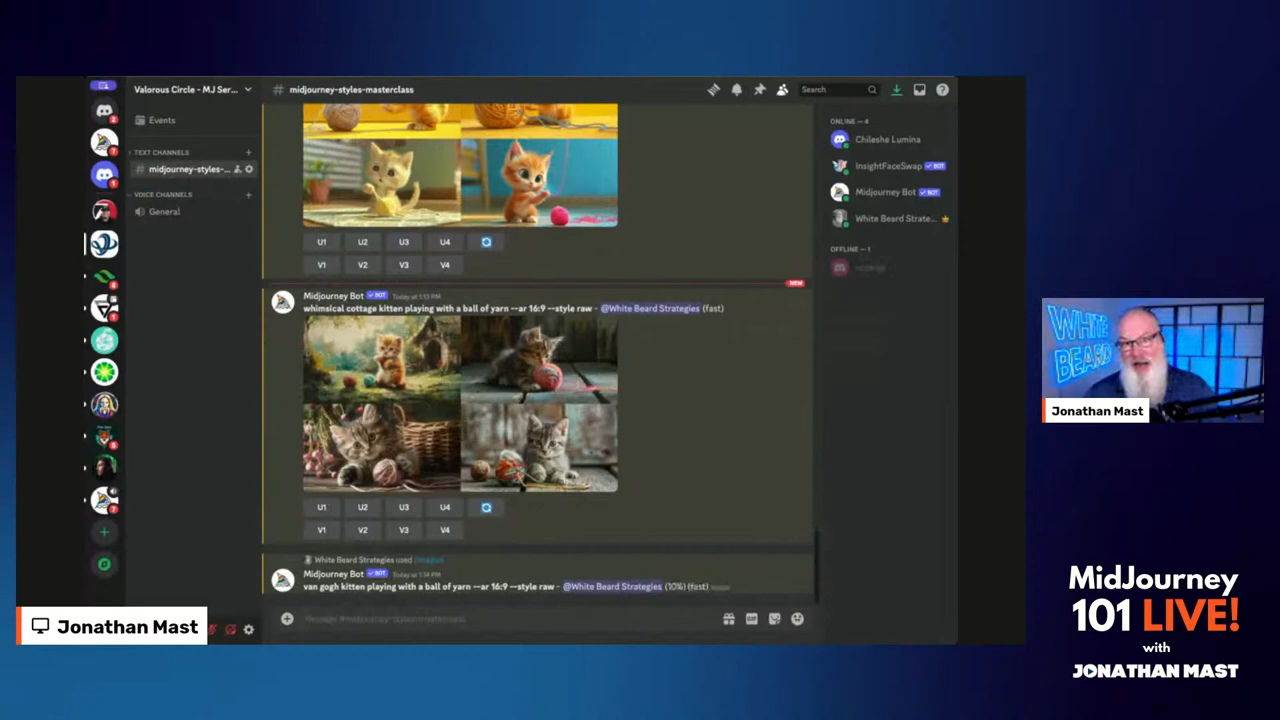 Valorous Circle - MJ Ser...
midjourney-styles-masterclass
Search
Events
TEXT CHANNELS
midjourney-styles-...
VOICE CHANNELS
General
U1 U2 U3 U4
V1 V2 V3 V4
NEW
Midjourney Bot BOT Today at 1:13 PM
whimsical cottage kitten playing with a ball of yarn --ar 16:9 --style raw - @White Beard Strategies (fast)
U1 U2 U3 U4
V1 V2 V3 V4
White Beard Strategies used /imagine
Midjourney Bot BOT Today at 1:14 PM
van gogh kitten playing with a ball of yarn --ar 16:9 --style raw - @White Beard Strategies (10%) (fast)
Message #midjourney-styles-masterclass
GIF
ONLINE — 4
Chileshe Lumina
InsightFaceSwap BOT
Midjourney Bot BOT
White Beard Strate...
OFFLINE — 1
Jonathan Mast
WHITE
BEARD
Jonathan Mast
MidJourney
101 LIVE!
with
JONATHAN MAST